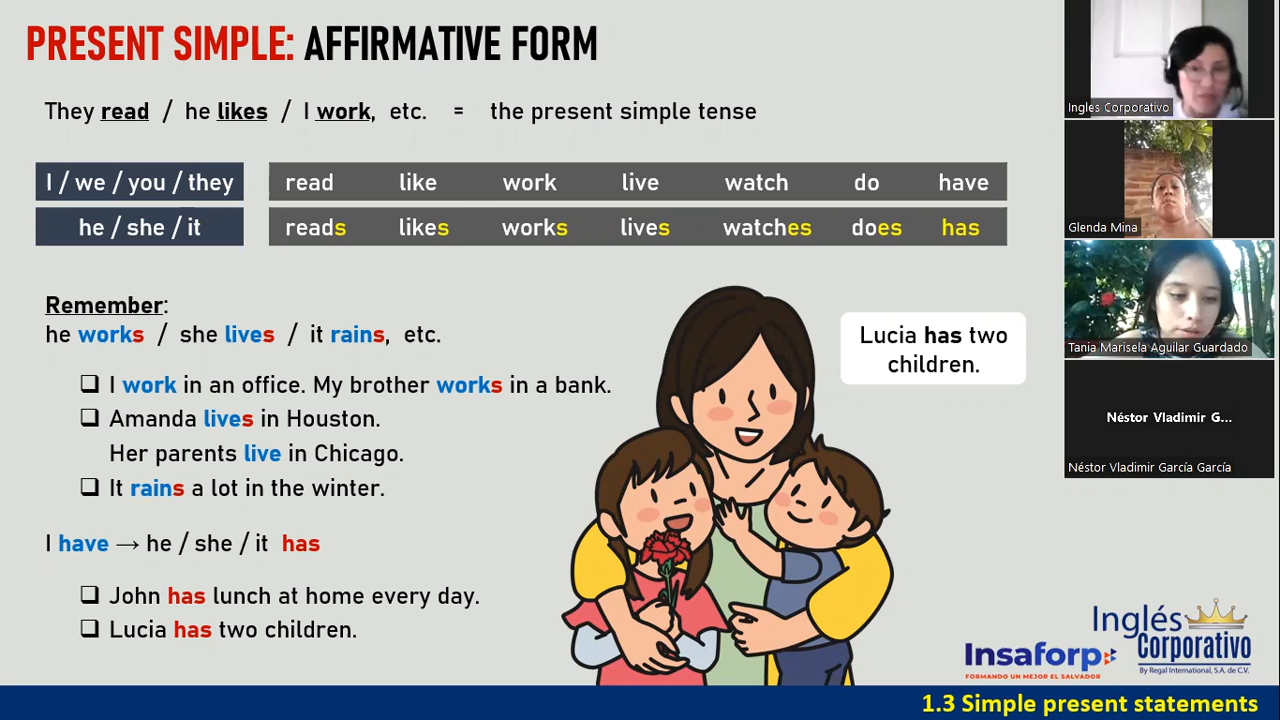 PRESENT SIMPLE: AFFIRMATIVE FORM
They read / he likes / I work, etc. = the present simple tense
I / we / you / they read like work live watch do have
he / she / it reads likes works lives watches does has
Remember:
he works / she lives / it rains, etc.
❑ I work in an office. My brother works in a bank.
❑ Amanda lives in Houston.
Her parents live in Chicago.
❑ It rains a lot in the winter.
I have → he / she / it has
❑ John has lunch at home every day.
❑ Lucia has two children.
Lucia has two
children.
Insaforp
FORMANDO UN MEJOR EL SALVADOR
Inglés
Corporativo
By Regal International, S.A. de C.V.
1.3 Simple present statements
Ingles Corporativo
Glenda Mina
Tania Marisela Aguilar Guardado
Néstor Vladimir G...
Néstor Vladimir García García